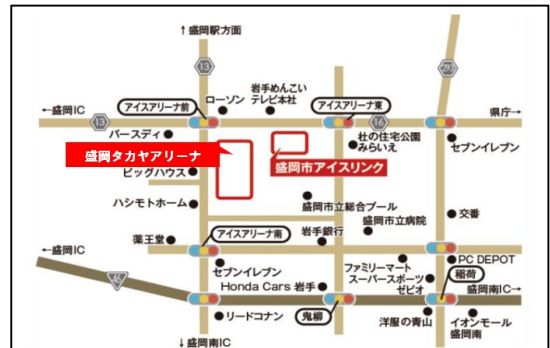 ↑盛岡駅方面
13
293
岩手めんこい
テレビ本社
←盛岡IC
アイスアリーナ前
ローソン
アイスアリーナ東
県庁→
13
16
バースディ
杜の住宅公園
みらいえ
セブンイレブン
盛岡タカヤアリーナ
盛岡市アイスリンク
ビッグハウス
ハシモトホーム
盛岡市立総合プール
盛岡市立病院
交番
アイスアリーナ南
岩手銀行
←盛岡IC
薬王堂
セブンイレブン
ファミリーマート
PC DEPOT
スーパースポーツ
ゼビオ
稲荷
46
Honda Cars 岩手
盛岡南IC→
リードコナン
鬼柳
洋服の青山
イオンモール
盛岡南
↓盛岡南IC